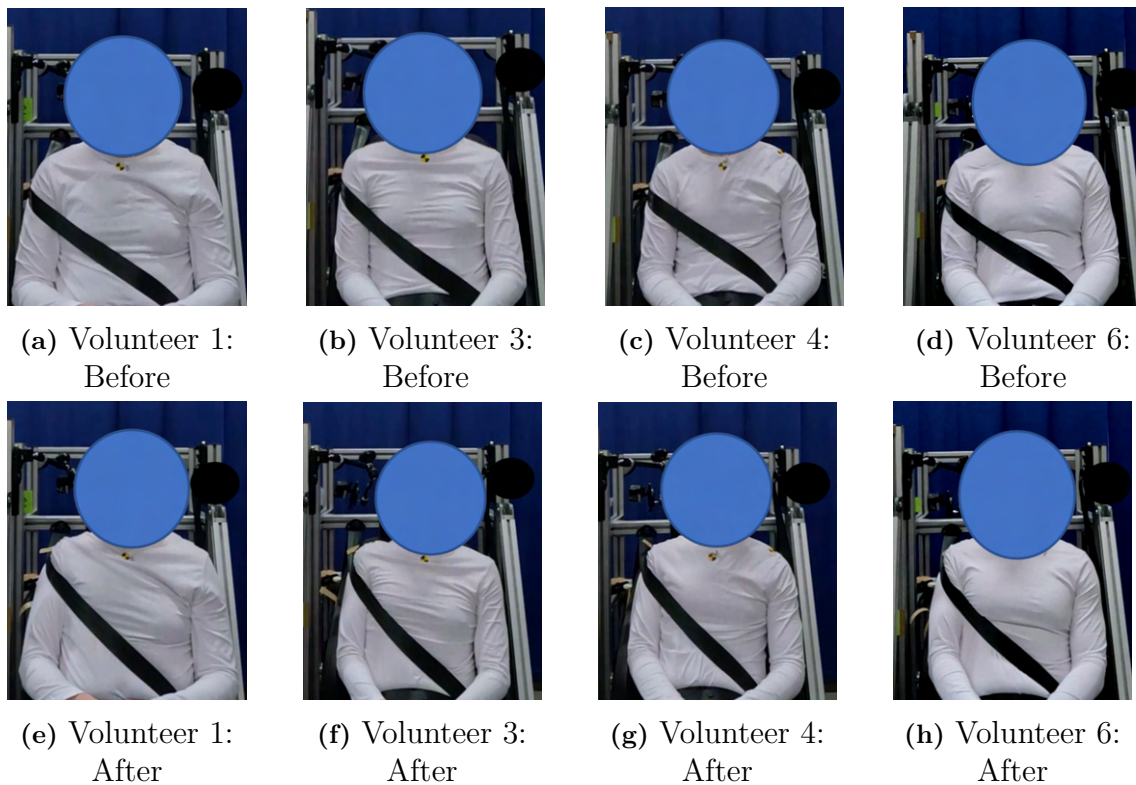 (a) Volunteer 1:
Before
(b) Volunteer 3:
Before
(c) Volunteer 4:
Before
(d) Volunteer 6:
Before
(e) Volunteer 1:
After
(f) Volunteer 3:
After
(g) Volunteer 4:
After
(h) Volunteer 6:
After